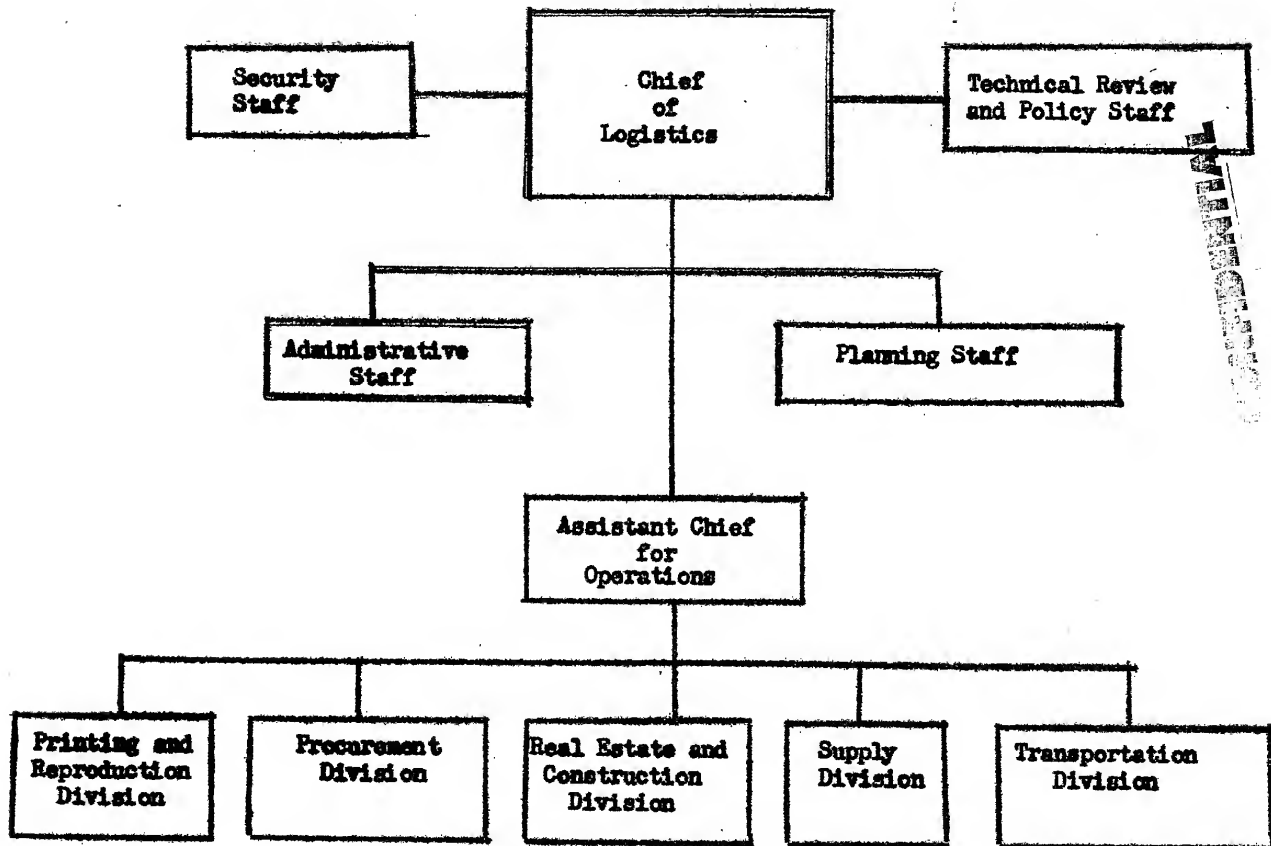 Security
Staff
Chief
of
Logistics
Technical Review
and Policy Staff
Administrative
Staff
Planning Staff
Assistant Chief
for
Operations
Printing and
Reproduction
Division
Procurement
Division
Real Estate and
Construction
Division
Supply
Division
Transportation
Division